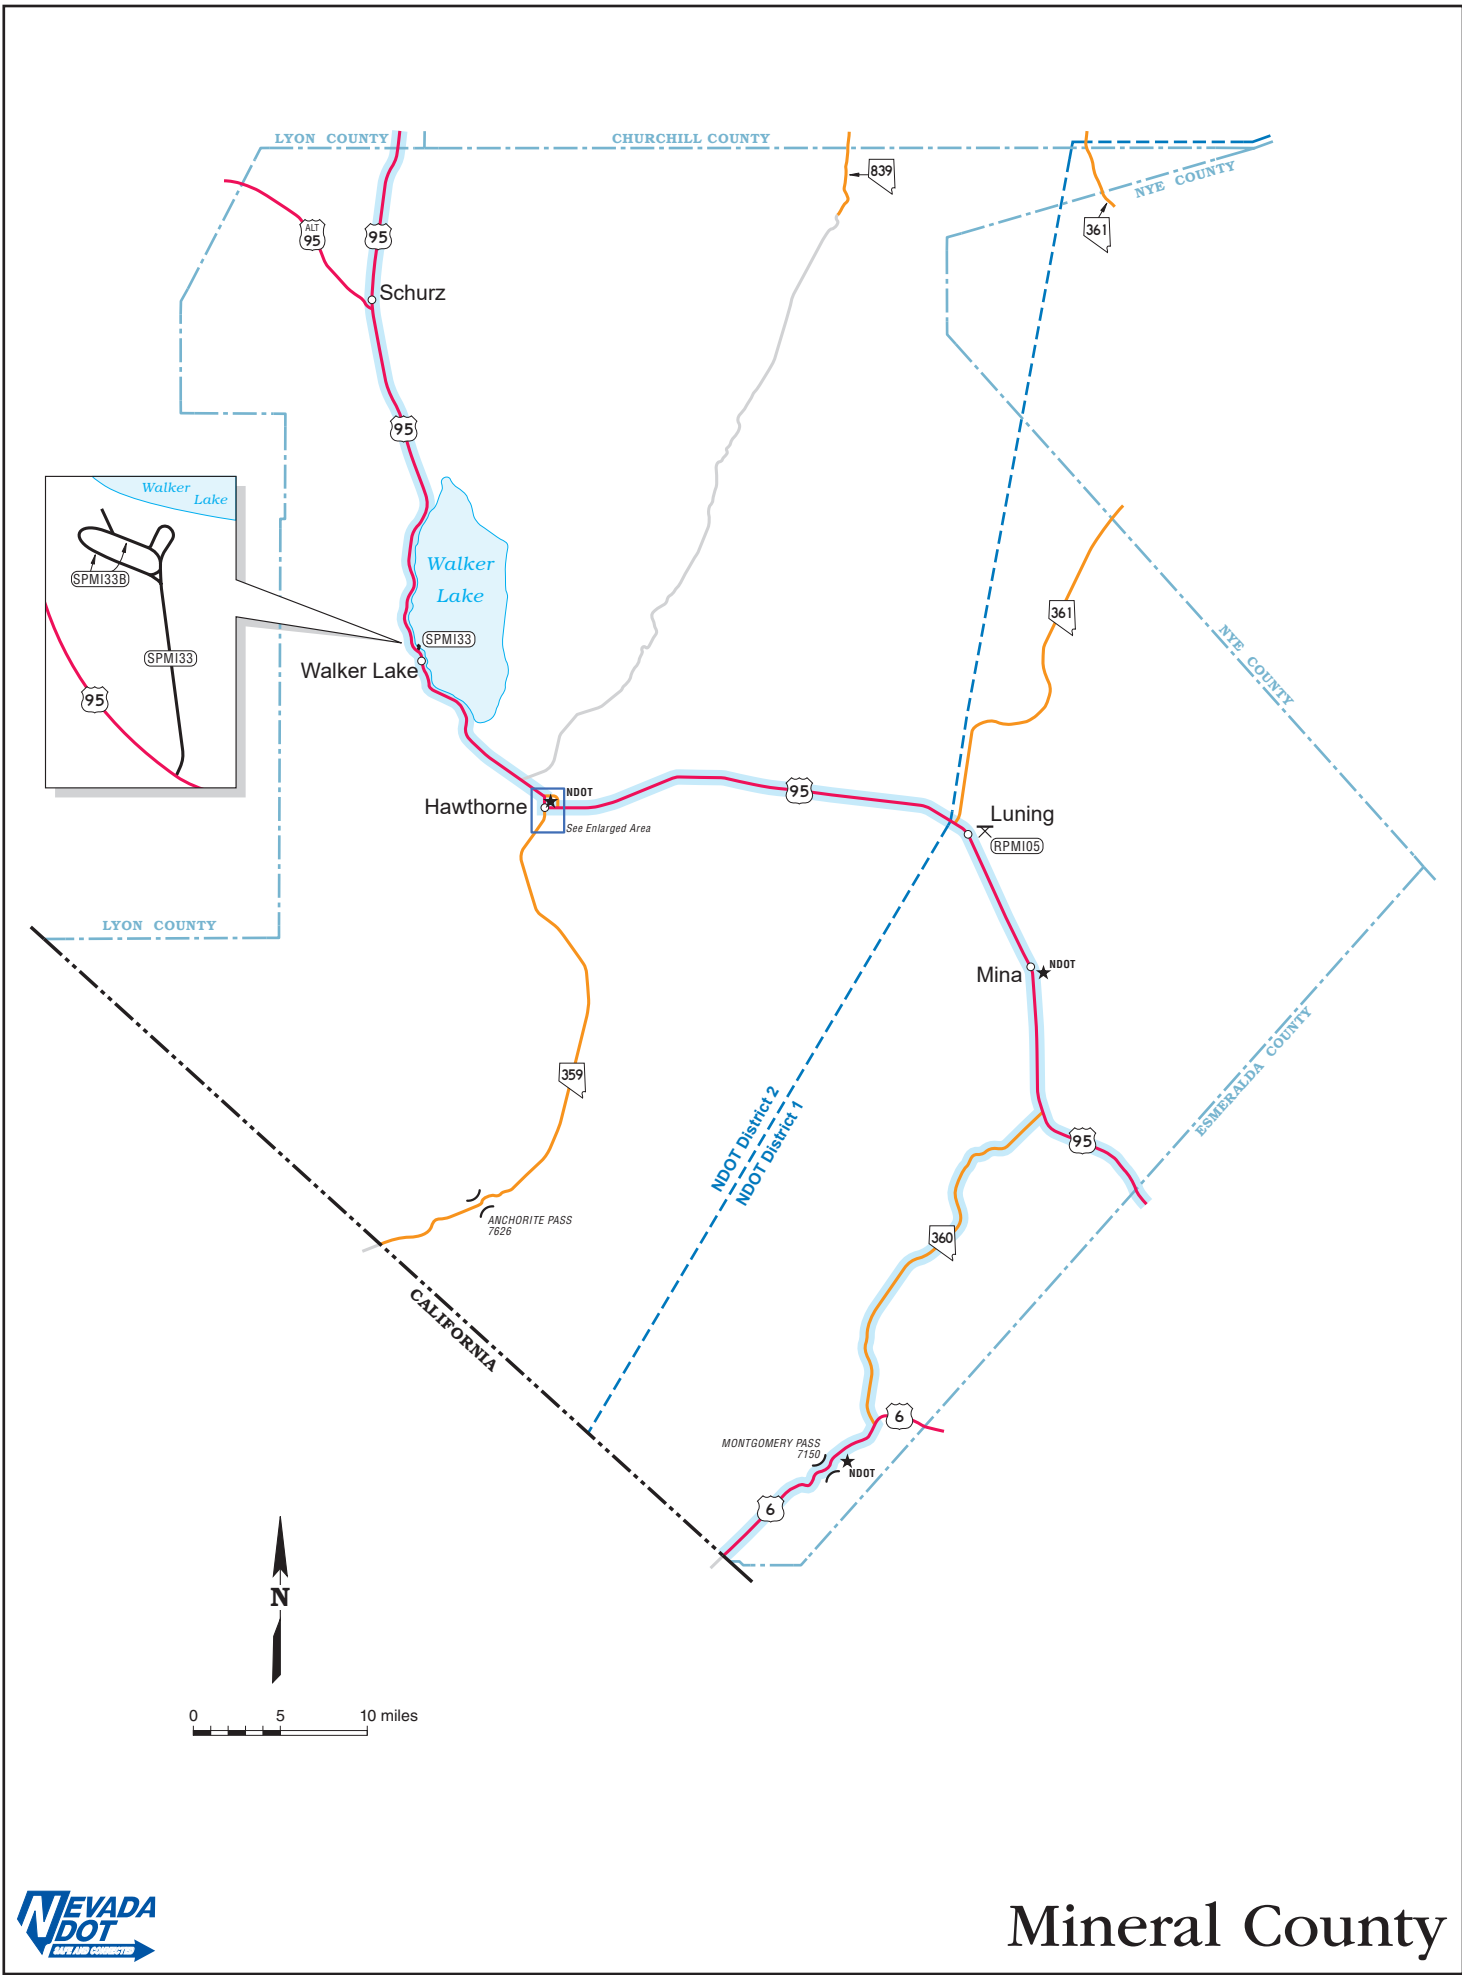 LYON COUNTY
CHURCHILL COUNTY
839
NYE COUNTY
361
ALT
95
95
Schurz
95
Walker
Lake
SPMI33B
SPMI33
95
Walker
Lake
SPMI33
Walker Lake
361
NYE COUNTY
NDOT
Hawthorne
See Enlarged Area
95
Luning
RPMI05
LYON COUNTY
Mina
NDOT
359
ESMERALDA COUNTY
NDOT District 2
NDOT District 1
95
ANCHORITE PASS
7626
360
CALIFORNIA
6
MONTGOMERY PASS
7150
NDOT
6
N
0 5 10 miles
NEVADA
DOT
SAFE AND CONNECTED
Mineral County